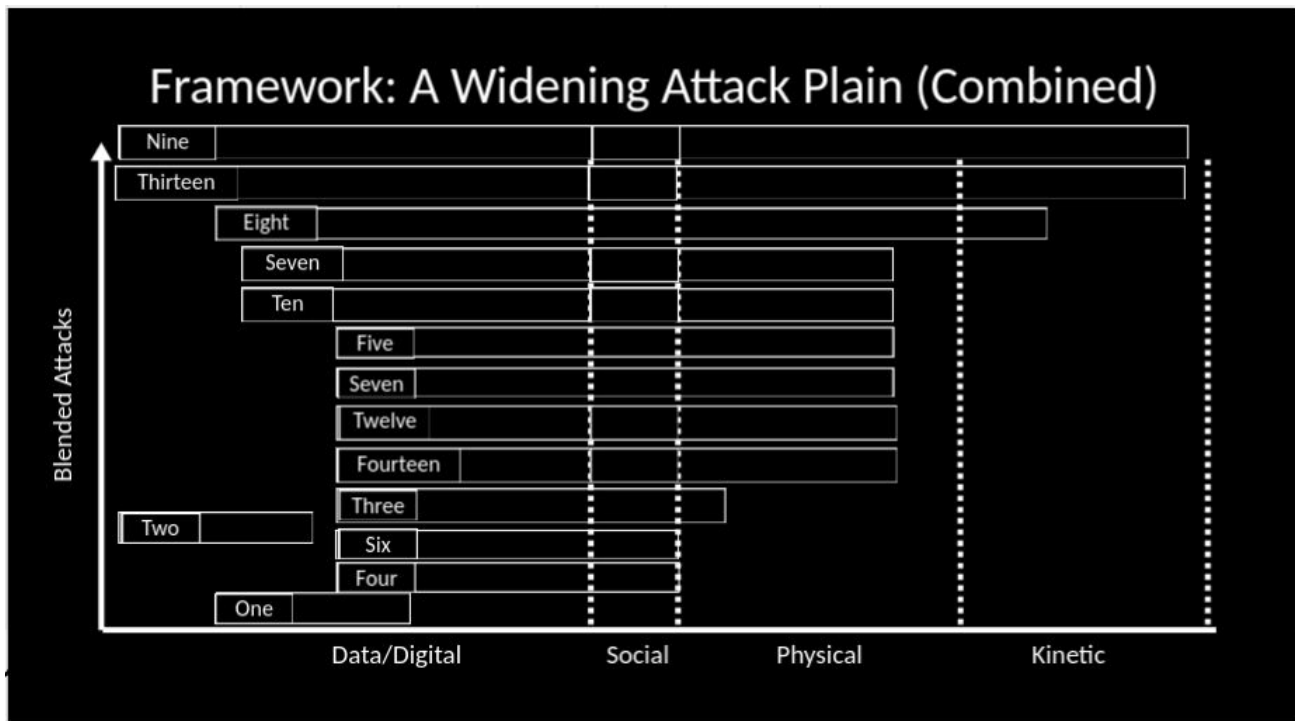 Framework: A Widening Attack Plain (Combined)
Nine
Thirteen
Eight
Seven
Ten
Five
Seven
Twelve
Fourteen
Three
Two
Six
Four
One
Blended Attacks
Data/Digital
Social
Physical
Kinetic